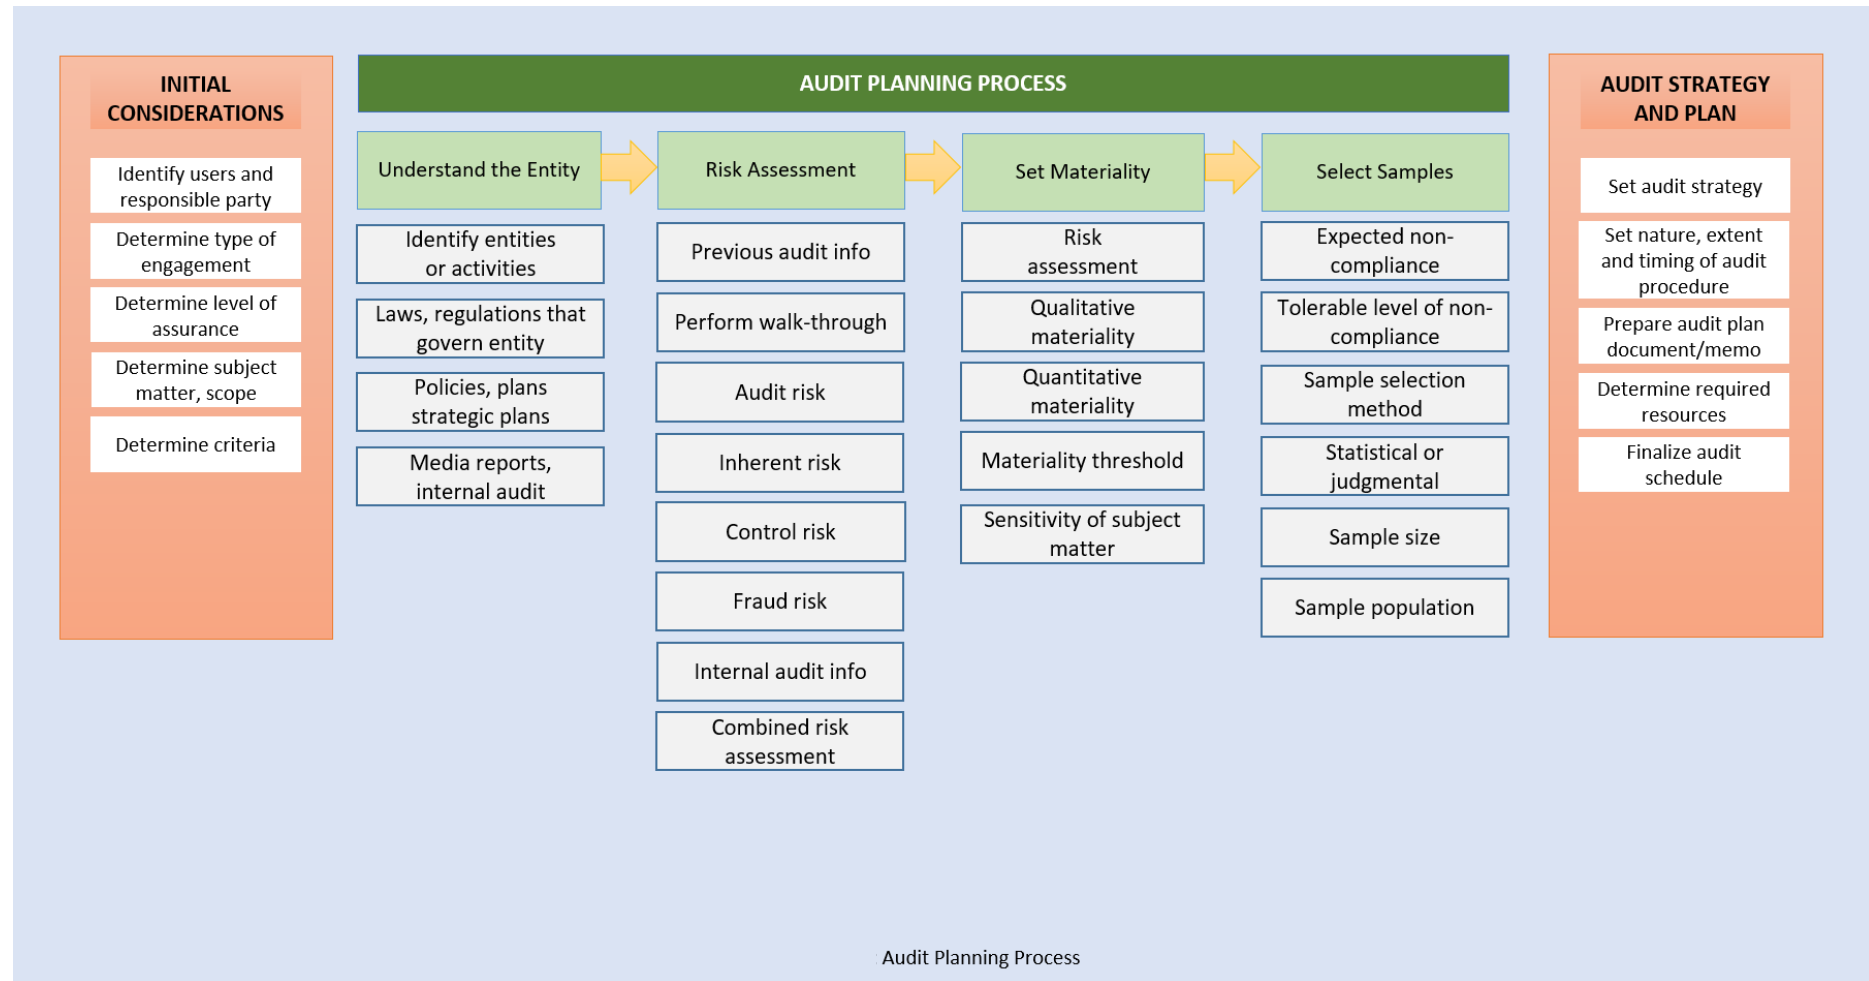 INITIAL
CONSIDERATIONS
Identify users and
responsible party
Determine type of
engagement
Determine level of
assurance
Determine subject
matter, scope
Determine criteria
AUDIT PLANNING PROCESS
Understand the Entity
Identify entities
or activities
Laws, regulations that
govern entity
Policies, plans
strategic plans
Media reports,
internal audit
Risk Assessment
Previous audit info
Perform walk-through
Audit risk
Inherent risk
Control risk
Fraud risk
Internal audit info
Combined risk
assessment
Set Materiality
Risk
assessment
Qualitative
materiality
Quantitative
materiality
Materiality threshold
Sensitivity of subject
matter
Select Samples
Expected non-
compliance
Tolerable level of non-
compliance
Sample selection
method
Statistical or
judgmental
Sample size
Sample population
AUDIT STRATEGY
AND PLAN
Set audit strategy
Set nature, extent
and timing of audit
procedure
Prepare audit plan
document/memo
Determine required
resources
Finalize audit
schedule
Audit Planning Process